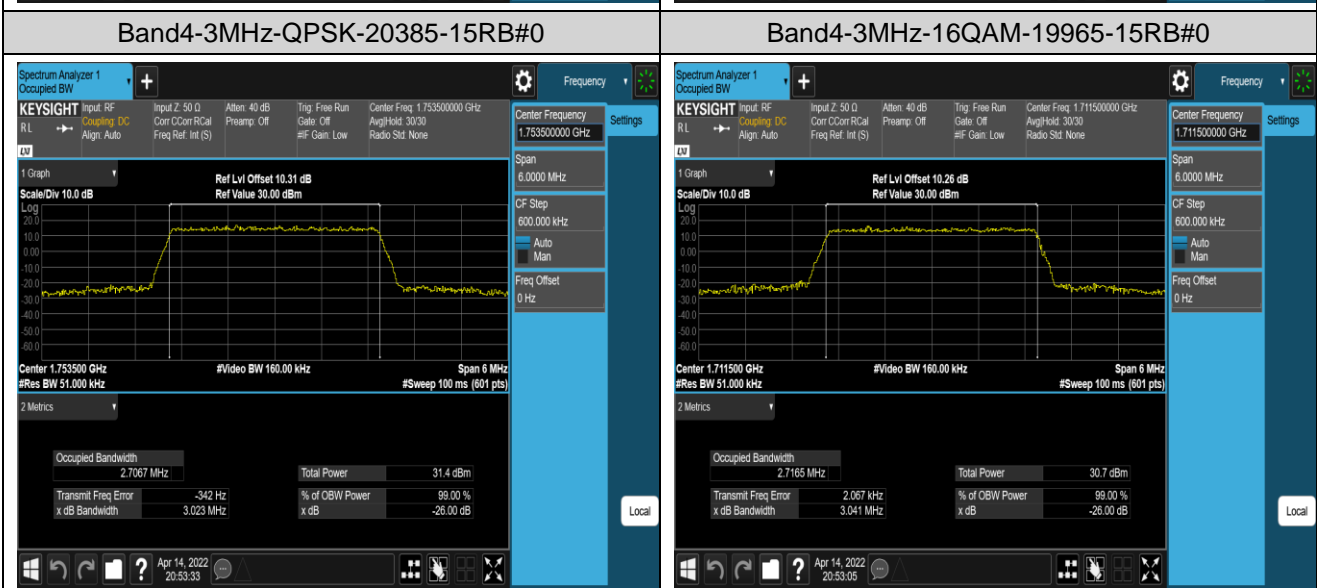 Band4-3MHz-QPSK-20385-15RB#0
Spectrum Analyzer 1
Occupied BW
+
Frequency
KEYSIGHT
RL
LXI
Input: RF
Coupling: DC
Align: Auto
Input Z: 50 Ω
Corr CCorr RCal
Freq Ref: Int (S)
Atten: 40 dB
Preamp: Off
Trig: Free Run
Gate: Off
#IF Gain: Low
Center Freq: 1.753500000 GHz
Avg|Hold: 30/30
Radio Std: None
Center Frequency
1.753500000 GHz
Settings
Span
6.0000 MHz
CF Step
600.000 kHz
Auto
Man
Freq Offset
0 Hz
1 Graph
Scale/Div 10.0 dB
Ref Lvl Offset 10.31 dB
Ref Value 30.00 dBm
Log
20.0
10.0
0.00
-10.0
-20.0
-30.0
-40.0
-50.0
-60.0
Center 1.753500 GHz
#Video BW 160.00 kHz
Span 6 MHz
#Res BW 51.000 kHz
#Sweep 100 ms (601 pts)
2 Metrics
Occupied Bandwidth
2.7067 MHz
Total Power 31.4 dBm
Transmit Freq Error -342 Hz
% of OBW Power 99.00 %
x dB Bandwidth 3.023 MHz
x dB -26.00 dB
Local
?
Apr 14, 2022
20:53:33
Band4-3MHz-16QAM-19965-15RB#0
Spectrum Analyzer 1
Occupied BW
+
Frequency
KEYSIGHT
RL
LXI
Input: RF
Coupling: DC
Align: Auto
Input Z: 50 Ω
Corr CCorr RCal
Freq Ref: Int (S)
Atten: 40 dB
Preamp: Off
Trig: Free Run
Gate: Off
#IF Gain: Low
Center Freq: 1.711500000 GHz
Avg|Hold: 30/30
Radio Std: None
Center Frequency
1.711500000 GHz
Settings
Span
6.0000 MHz
CF Step
600.000 kHz
Auto
Man
Freq Offset
0 Hz
1 Graph
Scale/Div 10.0 dB
Ref Lvl Offset 10.26 dB
Ref Value 30.00 dBm
Log
20.0
10.0
0.00
-10.0
-20.0
-30.0
-40.0
-50.0
-60.0
Center 1.711500 GHz
#Video BW 160.00 kHz
Span 6 MHz
#Res BW 51.000 kHz
#Sweep 100 ms (601 pts)
2 Metrics
Occupied Bandwidth
2.7165 MHz
Total Power 30.7 dBm
Transmit Freq Error 2.067 kHz
% of OBW Power 99.00 %
x dB Bandwidth 3.041 MHz
x dB -26.00 dB
Local
?
Apr 14, 2022
20:53:05